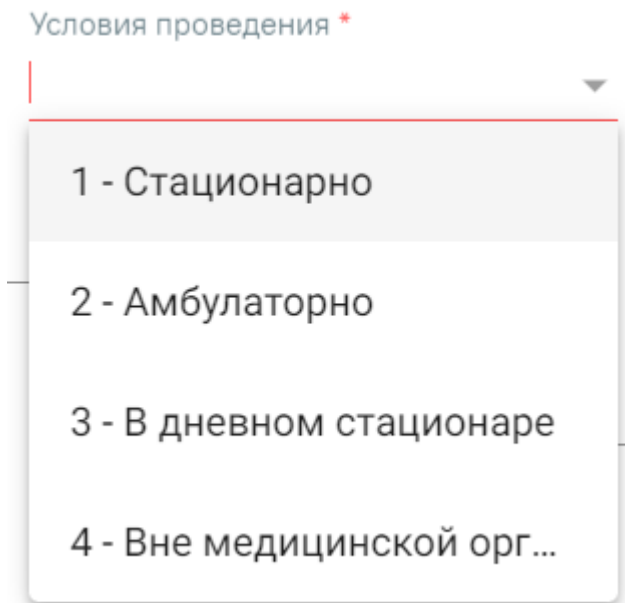 Условия проведения *
1 - Стационарно
2 - Амбулаторно
3 - В дневном стационаре
4 - Вне медицинской орг...